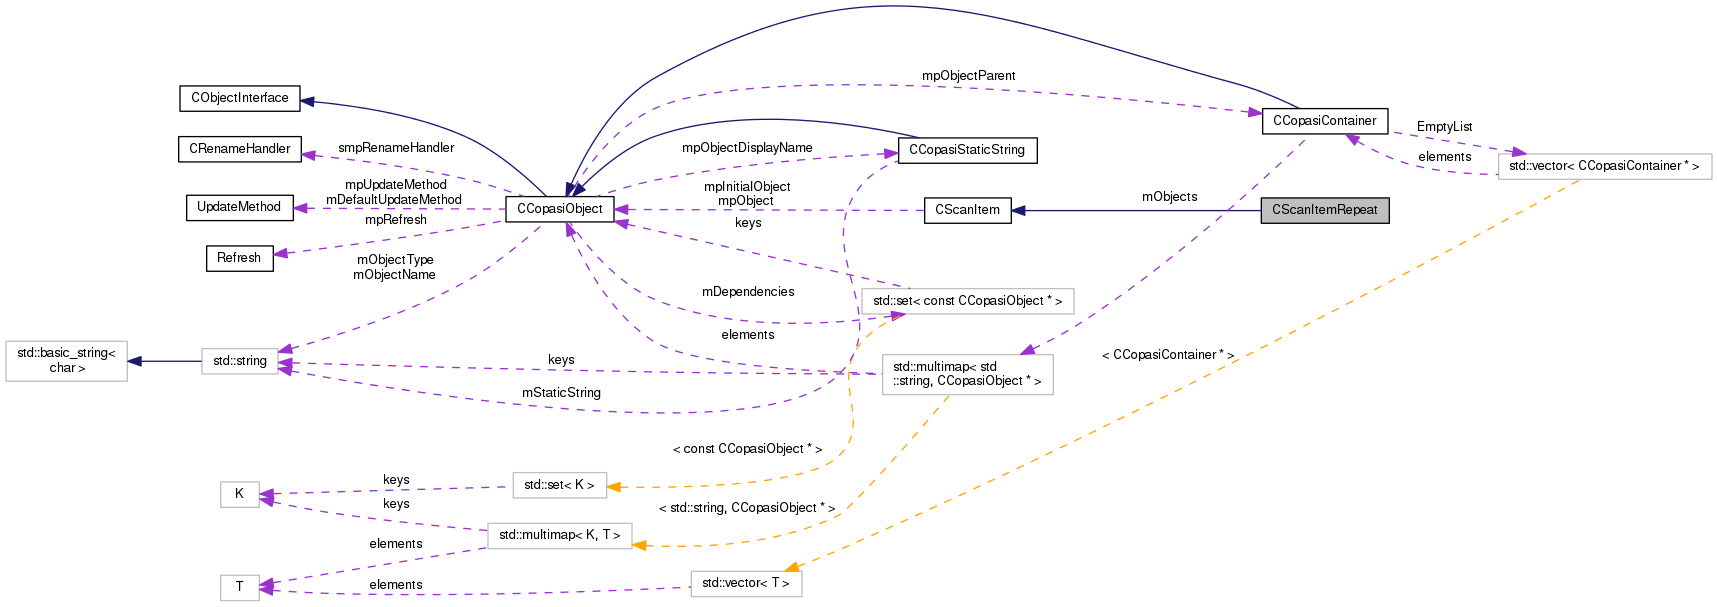 mpObjectParent
CObjectInterface
CCopasiContainer
EmptyList
CRenameHandler
smpRenameHandler
mpObjectDisplayName
CCopasiStaticString
elements
std::vector< CCopasiContainer * >
mpUpdateMethod
mDefaultUpdateMethod
UpdateMethod
CCopasiObject
mpInitialObject
mpObject
CScanItem
mObjects
CScanItemRepeat
mpRefresh
keys
Refresh
mObjectType
mObjectName
mDependencies
std::set< const CCopasiObject * >
elements
std::basic_string<
char >
std::string
keys
std::multimap< std
::string, CCopasiObject * >
< CCopasiContainer * >
mStaticString
< const CCopasiObject * >
keys
K
std::set< K >
keys
< std::string, CCopasiObject * >
std::multimap< K, T >
elements
T
elements
std::vector< T >